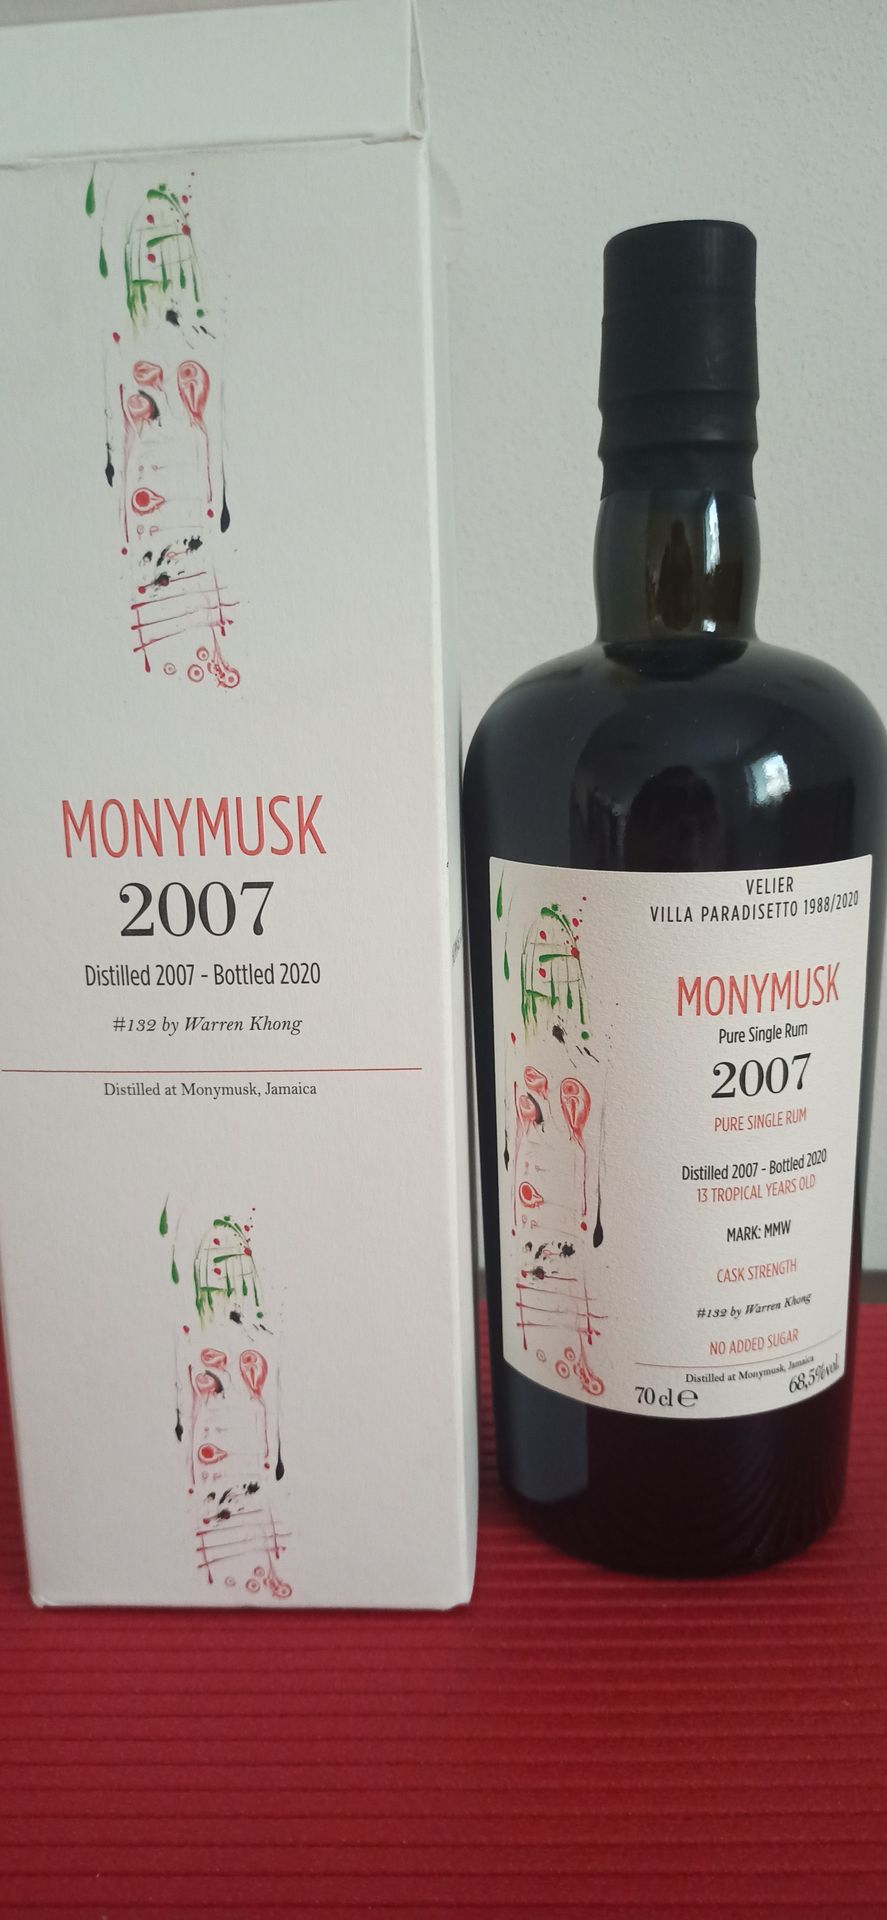 MONYMUSK
2007
Distilled 2007 - Bottled 2020
#132 by Warren Khong
Distilled at Monymusk, Jamaica
VELIER
VILLA PARADISETTO 1988/2020
MONYMUSK
Pure Single Rum
2007
PURE SINGLE RUM
Distilled 2007 - Bottled 2020
13 TROPICAL YEARS OLD
MARK: MMW
CASK STRENGTH
#132 by Warren Khong
NO ADDED SUGAR
Distilled at Monymusk, Jamaica
70 cl e 68,5%vol.